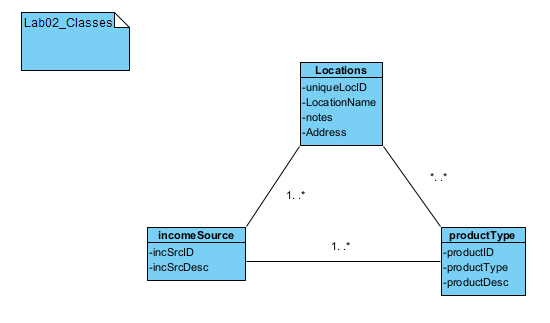 Lab02_Classes
Locations
-uniqueLocID
-LocationName
-notes
-Address
1. .*
*. .*
incomeSource
-incSrcID
-incSrcDesc
1. .*
productType
-productID
-productType
-productDesc